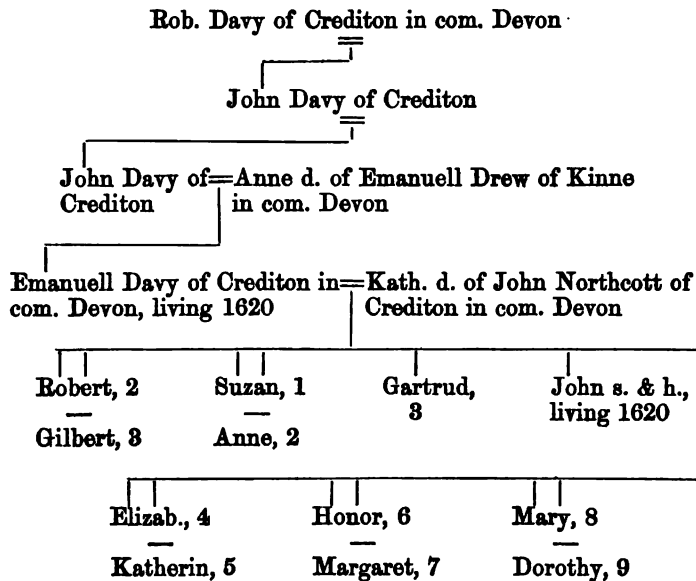 Rob. Davy of Crediton in com. Devon
John Davy of Crediton
John Davy of=Anne d. of Emanuell Drew of Kinne
Crediton in com. Devon
Emanuell Davy of Crediton in=Kath. d. of John Northcott of
com. Devon, living 1620 Crediton in com. Devon
Robert, 2 Suzan, 1 Gartrud, John s. & h.,
3 living 1620
Gilbert, 3 Anne, 2
Elizab., 4 Honor, 6 Mary, 8
Katherin, 5 Margaret, 7 Dorothy, 9